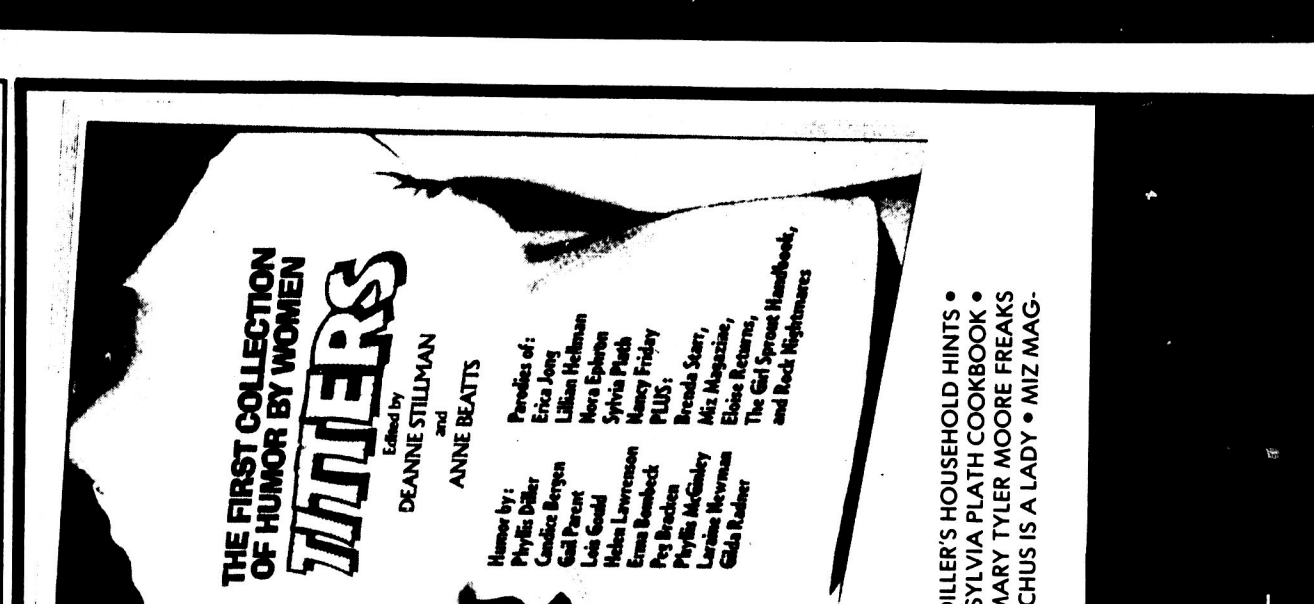 THE FIRST COLLECTION
OF HUMOR BY WOMEN
TITTERS
Edited by
DEANNE STILLMAN
and
ANNE BEATTS
Humor by:
Phyllis Diller
Candice Bergen
Gail Parent
Lois Gould
Helen Lawrenson
Erma Bombeck
Peg Bracken
Phyllis McGinley
Laraine Newman
Gilda Radner
Parodies of:
Erica Jong
Lillian Hellman
Nora Ephron
Sylvia Plath
Nancy Friday
PLUS:
Brenda Starr,
Miz Magazine,
Eloise Returns,
The Girl Sprout Handbook,
and Rock Nightmares
DILLER'S HOUSEHOLD HINTS •
SYLVIA PLATH COOKBOOK •
MARY TYLER MOORE FREAKS
CHUS IS A LADY • MIZ MAG-